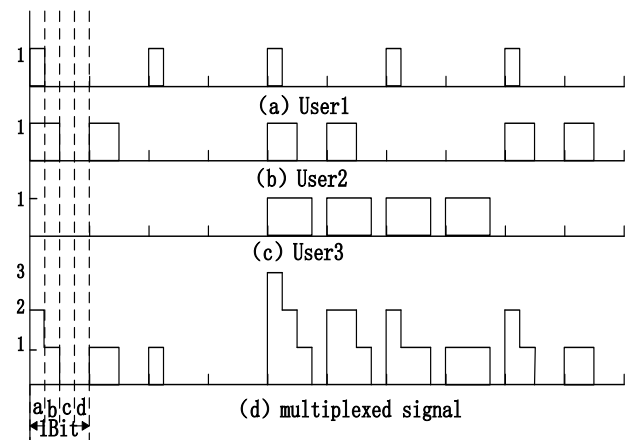 1
(a) User1
1
(b) User2
1
(c) User3
3
2
1
a b c d
1Bit
(d) multiplexed signal